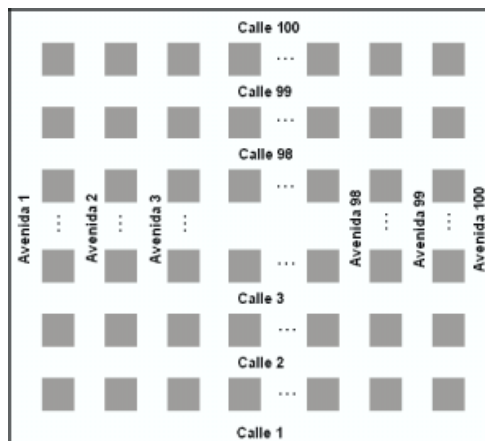 Calle 100
...
Calle 99
...
Calle 98
...
Avenida 1
Avenida 2
Avenida 3
Avenida 98
Avenida 99
Avenida 100
... ... ... ... ...
...
Calle 3
...
Calle 2
...
Calle 1